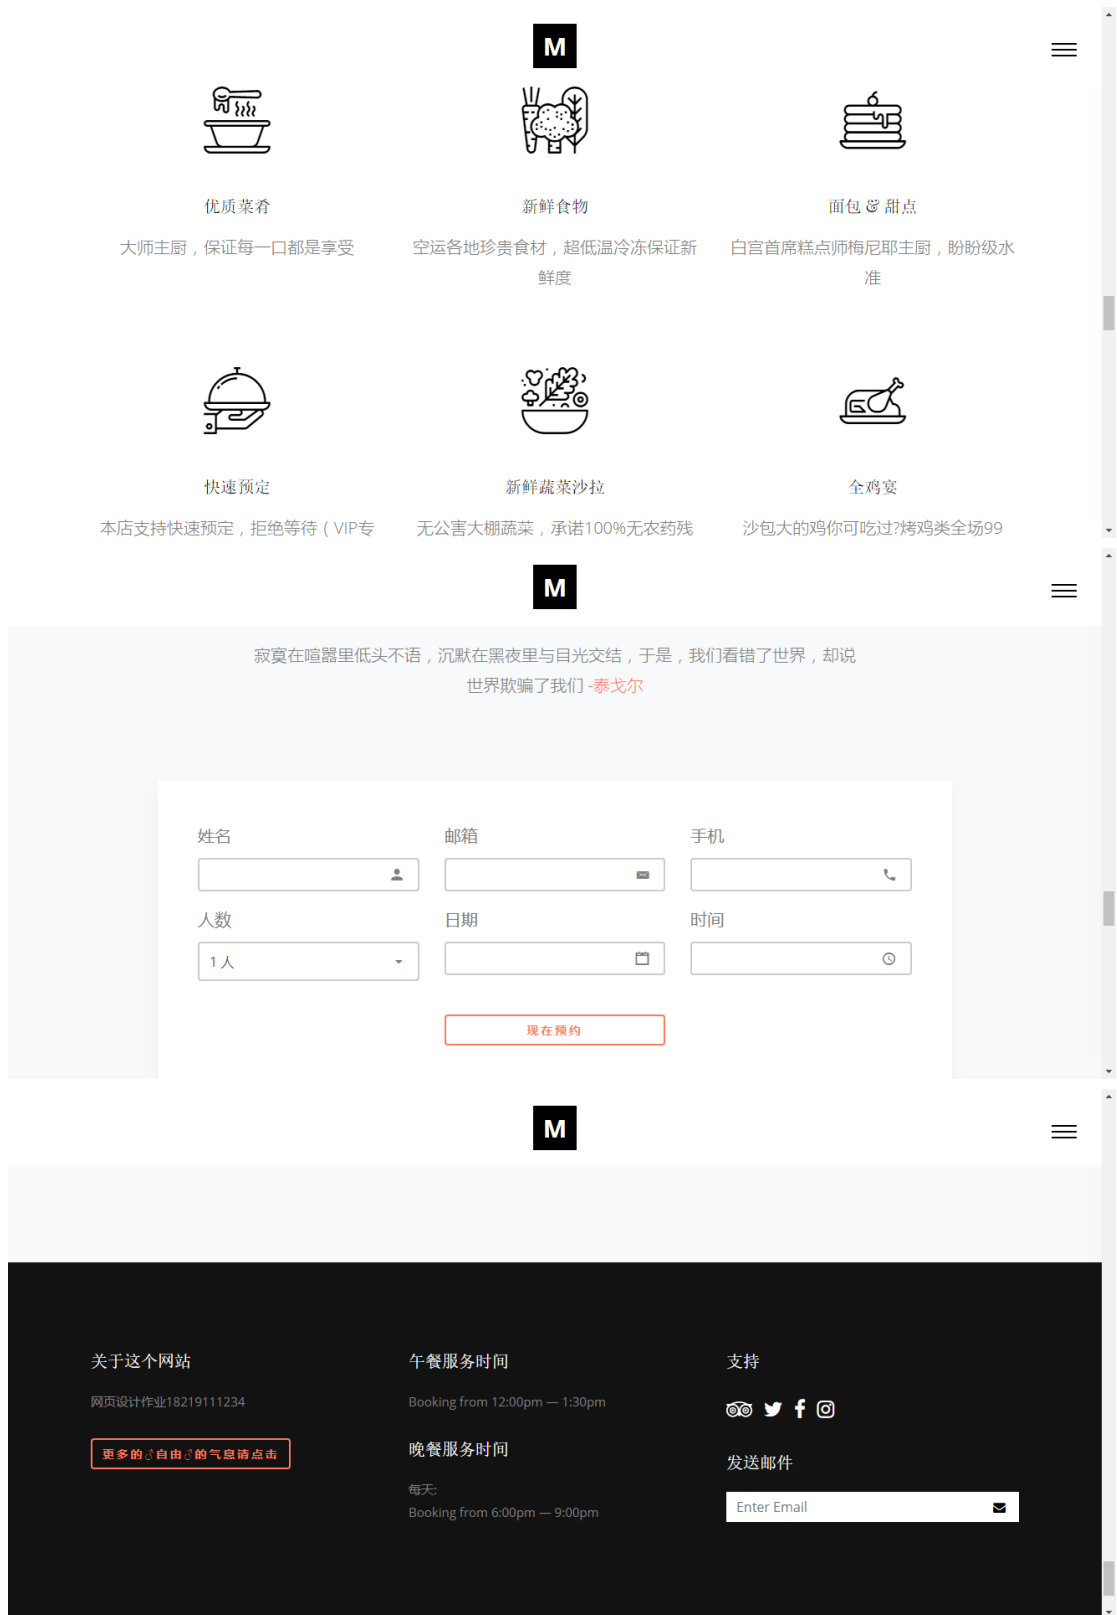 M
优质菜肴
新鲜食物
面包 & 甜点
大师主厨，保证每一口都是享受
空运各地珍贵食材，超低温冷冻保证新
鲜度
白宫首席糕点师梅尼耶主厨，盼盼级水
准
快速预定
新鲜蔬菜沙拉
全鸡宴
本店支持快速预定，拒绝等待（VIP专
无公害大棚蔬菜，承诺100%无农药残
沙包大的鸡你可吃过?烤鸡类全场99
M
寂寞在喧嚣里低头不语，沉默在黑夜里与目光交结，于是，我们看错了世界，却说
世界欺骗了我们 -泰戈尔
姓名
邮箱
手机
人数
日期
时间
1 人
现在预约
M
关于这个网站
网页设计作业18219111234
更多的♂自由♂的气息请点击
午餐服务时间
Booking from 12:00pm — 1:30pm
晚餐服务时间
每天:
Booking from 6:00pm — 9:00pm
支持
发送邮件
Enter Email